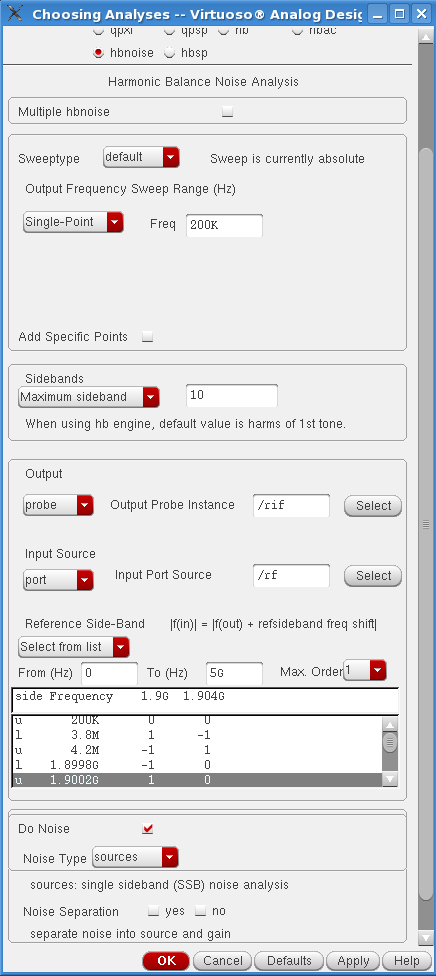 Choosing Analyses -- Virtuoso® Analog Desig
qpxf qpsp hb hbac
hbnoise hbsp
Harmonic Balance Noise Analysis
Multiple hbnoise
Sweeptype default Sweep is currently absolute
Output Frequency Sweep Range (Hz)
Single-Point Freq 200K
Add Specific Points
Sidebands
Maximum sideband 10
When using hb engine, default value is harms of 1st tone.
Output
probe Output Probe Instance /rif Select
Input Source
port Input Port Source /rf Select
Reference Side-Band |f(in)| = |f(out) + refsideband freq shift|
Select from list
From (Hz) 0 To (Hz) 5G Max. Order 1
side Frequency 1.9G 1.904G
u 200K 0 0
l 3.8M 1 -1
u 4.2M -1 1
l 1.8998G -1 0
u 1.9002G 1 0
Do Noise
Noise Type sources
sources: single sideband (SSB) noise analysis
Noise Separation yes no
separate noise into source and gain
OK Cancel Defaults Apply Help